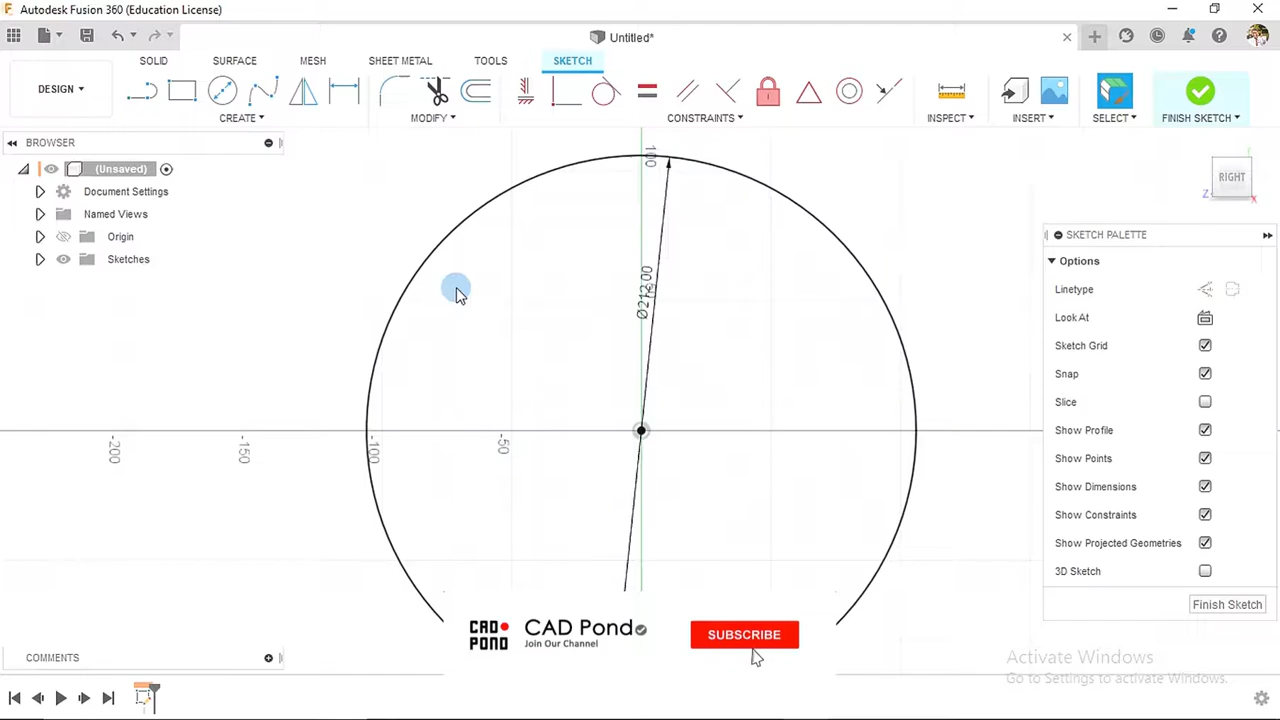 Autodesk Fusion 360 (Education License)
Untitled*
SOLID SURFACE MESH SHEET METAL TOOLS SKETCH
DESIGN
CREATE MODIFY CONSTRAINTS INSPECT INSERT SELECT FINISH SKETCH
BROWSER
(Unsaved)
Document Settings
Named Views
Origin
Sketches
100
Ø212.00
-200
-150
-100
-50
RIGHT
Z
X
Y
SKETCH PALETTE
Options
Linetype
Look At
Sketch Grid
Snap
Slice
Show Profile
Show Points
Show Dimensions
Show Constraints
Show Projected Geometries
3D Sketch
Finish Sketch
CAD POND
CAD Pond
Join Our Channel
SUBSCRIBE
COMMENTS
Activate Windows
Go to Settings to activate Windows.